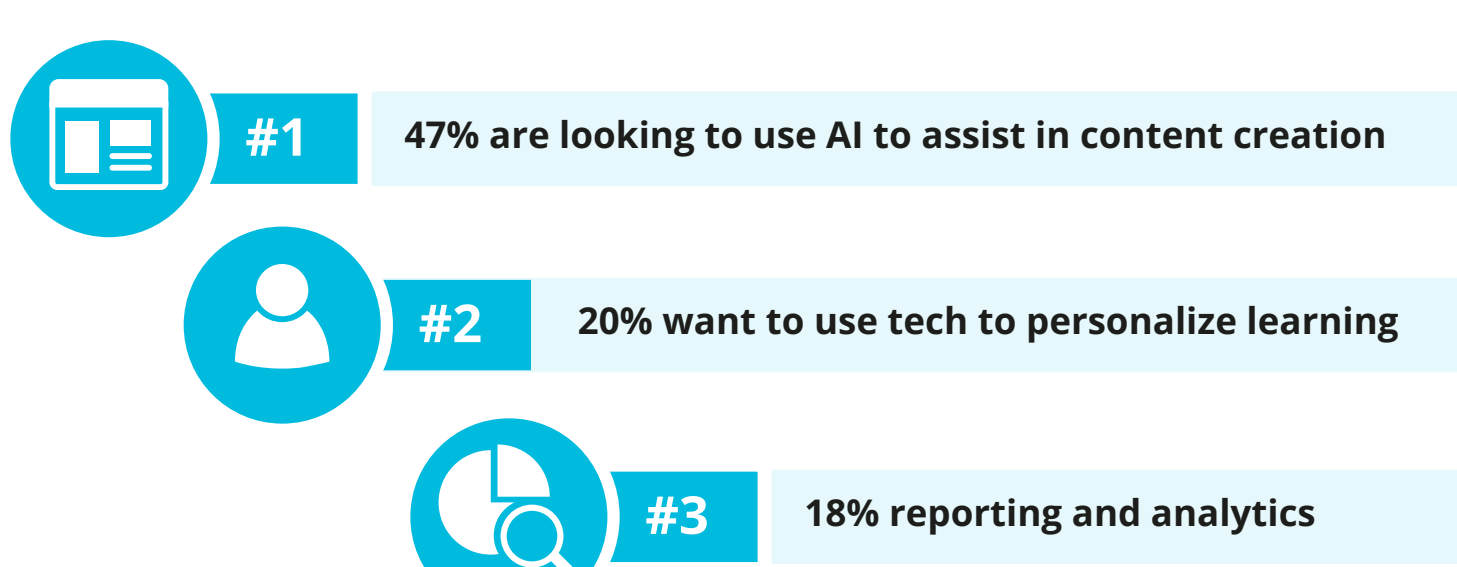 #1 47% are looking to use AI to assist in content creation
#2 20% want to use tech to personalize learning
#3 18% reporting and analytics